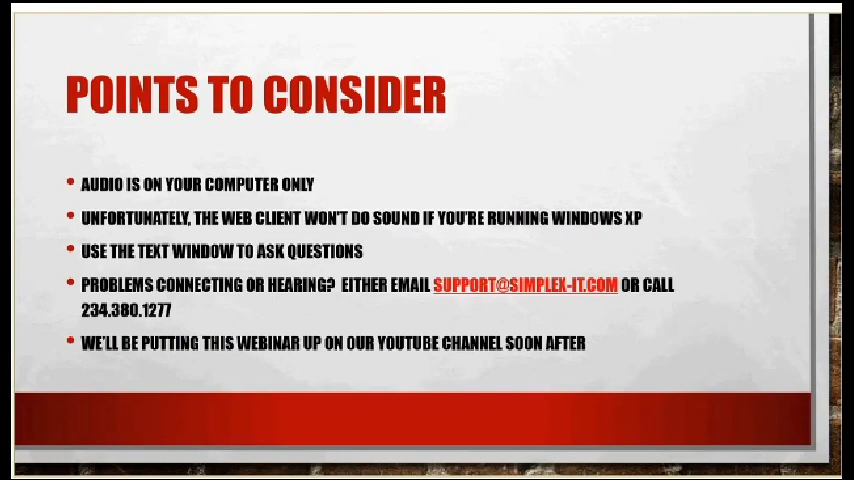 POINTS TO CONSIDER
• AUDIO IS ON YOUR COMPUTER ONLY
• UNFORTUNATELY, THE WEB CLIENT WON'T DO SOUND IF YOU'RE RUNNING WINDOWS XP
• USE THE TEXT WINDOW TO ASK QUESTIONS
• PROBLEMS CONNECTING OR HEARING? EITHER EMAIL SUPPORT@SIMPLEX-IT.COM OR CALL
234.380.1277
• WE'LL BE PUTTING THIS WEBINAR UP ON OUR YOUTUBE CHANNEL SOON AFTER